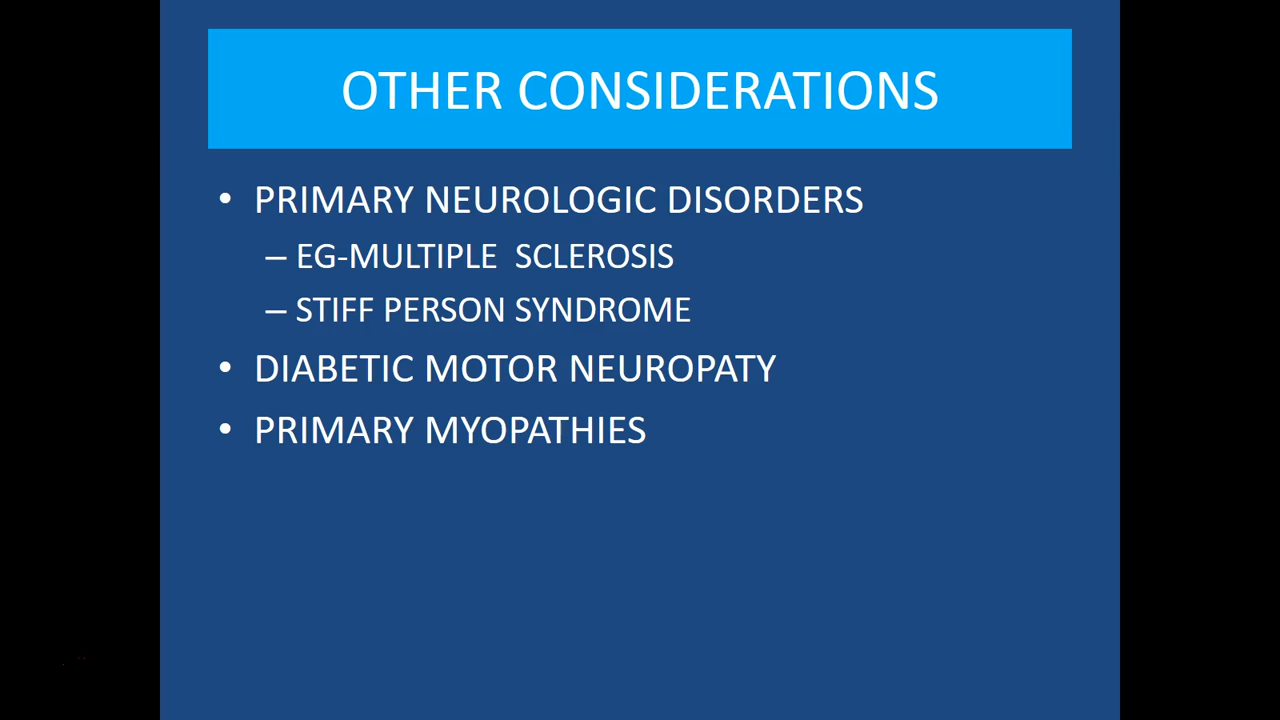 OTHER CONSIDERATIONS
• PRIMARY NEUROLOGIC DISORDERS
– EG-MULTIPLE  SCLEROSIS
– STIFF PERSON SYNDROME
• DIABETIC MOTOR NEUROPATY
• PRIMARY MYOPATHIES